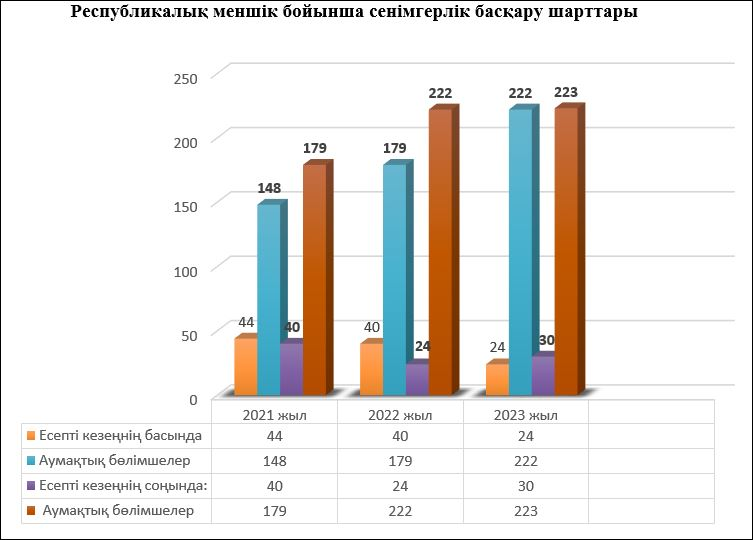 Республикалық меншік бойынша сенімгерлік басқару шарттары
250
200
150
100
50
0
44 148 40 179
40 179 24 222
24 222 30 223
2021 жыл 2022 жыл 2023 жыл
Есепті кезеңнің басында 44 40 24
Аумақтық бөлімшелер 148 179 222
Есепті кезеңнің соңында: 40 24 30
Аумақтық бөлімшелер 179 222 223